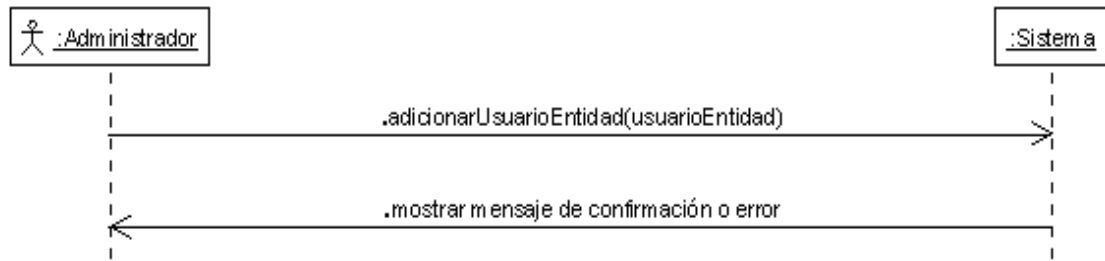 :Administrador
:Sistema
.adicionarUsuarioEntidad(usuarioEntidad)
.mostrar mensaje de confirmación o error